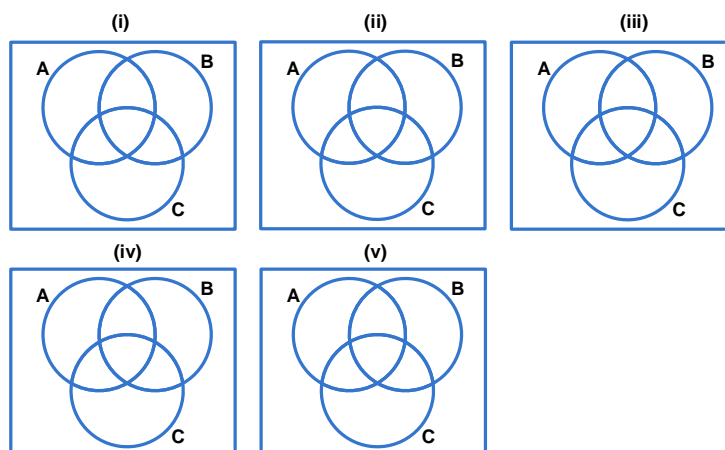 (i) (ii) (iii)
A B A B A B
C C C
(iv) (v)
A B A B
C C